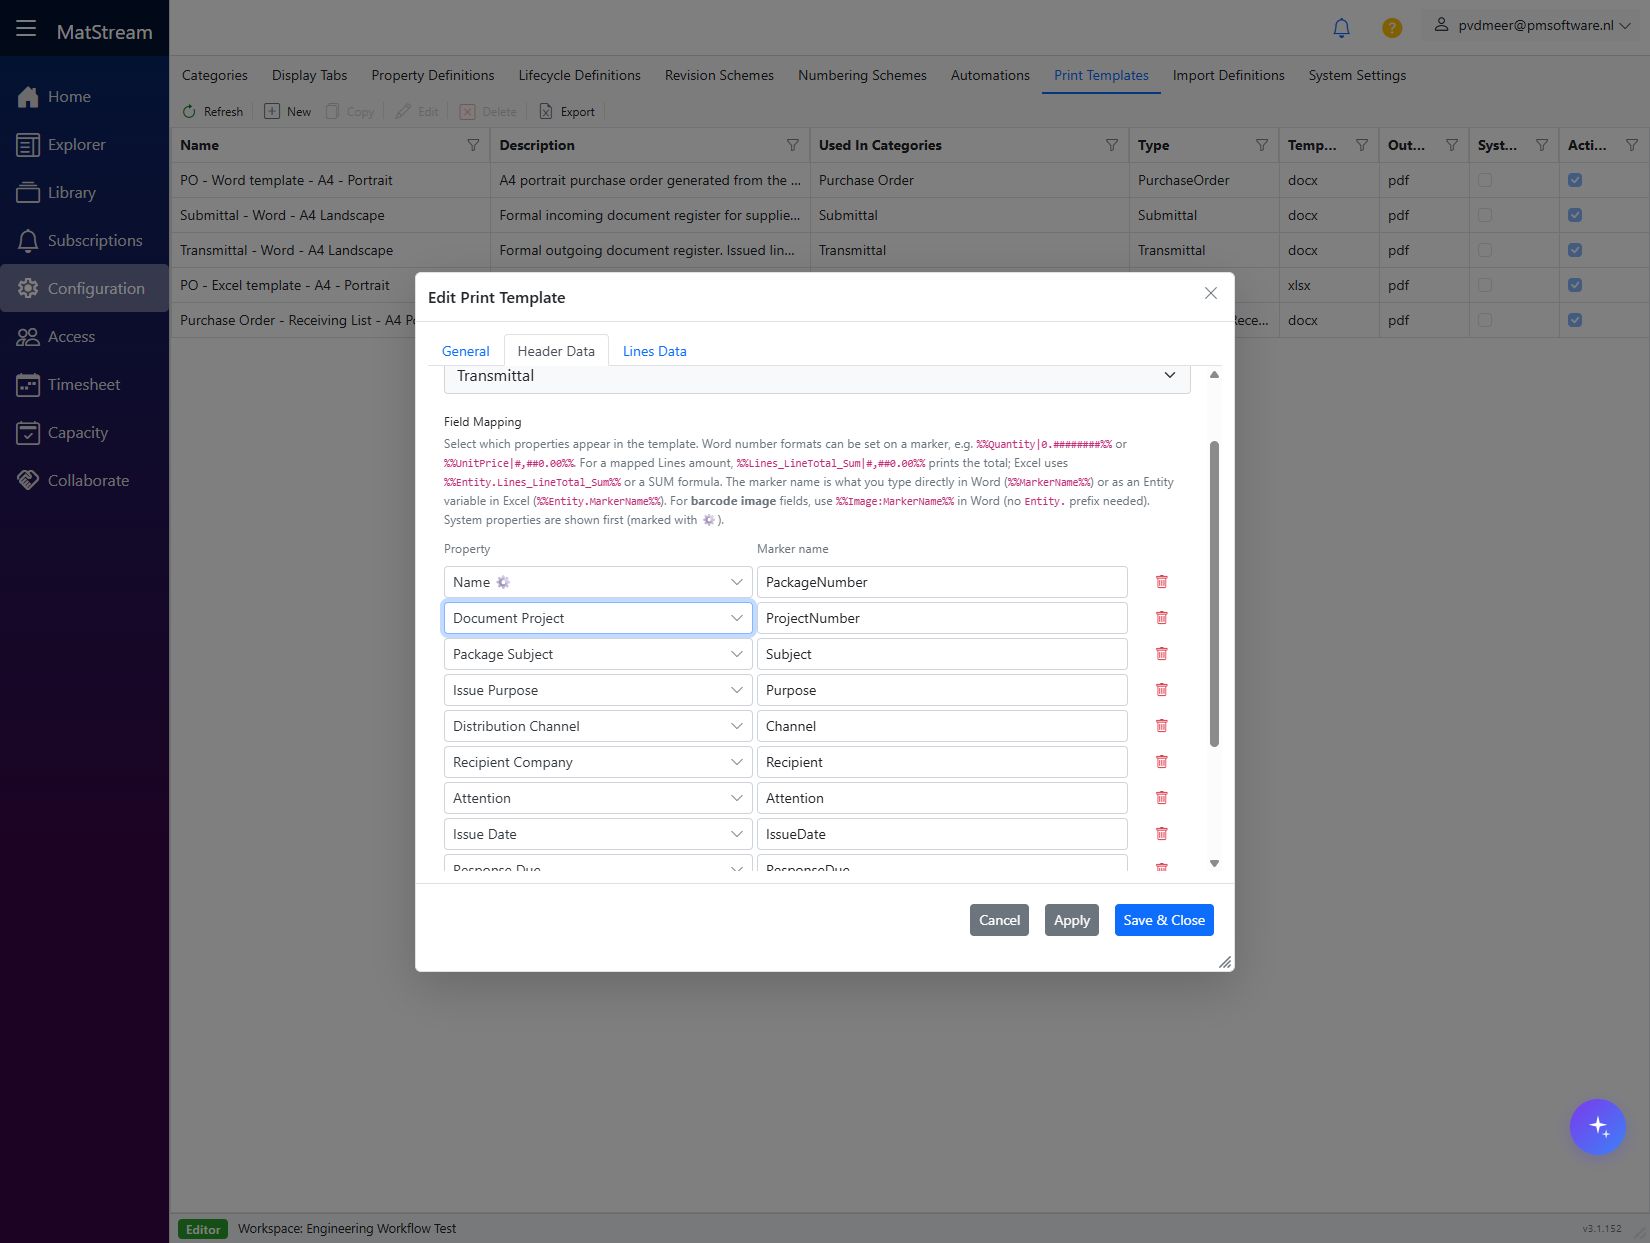 MatStream
? pvdmeer@pmsoftware.nl
Home
Explorer
Library
Subscriptions
Configuration
Access
Timesheet
Capacity
Collaborate
Categories Display Tabs Property Definitions Lifecycle Definitions Revision Schemes Numbering Schemes Automations Print Templates Import Definitions System Settings
Refresh New Copy Edit Delete Export
Name Description Used In Categories Type Temp... Out... Syst... Acti...
PO - Word template - A4 - Portrait A4 portrait purchase order generated from the ... Purchase Order PurchaseOrder docx pdf
Submittal - Word - A4 Landscape Formal incoming document register for supplie... Submittal Submittal docx pdf
Transmittal - Word - A4 Landscape Formal outgoing document register. Issued lin... Transmittal Transmittal docx pdf
PO - Excel template - A4 - Portrait xlsx pdf
Purchase Order - Receiving List - A4 Po Rece... docx pdf
Edit Print Template
General Header Data Lines Data
Transmittal
Field Mapping
Select which properties appear in the template. Word number formats can be set on a marker, e.g. %%Quantity|0.########%% or
%%UnitPrice|#,##0.00%%. For a mapped Lines amount, %%Lines_LineTotal_Sum|#,##0.00%% prints the total; Excel uses
%%Entity.Lines_LineTotal_Sum%% or a SUM formula. The marker name is what you type directly in Word (%%MarkerName%%) or as an Entity
variable in Excel (%%Entity.MarkerName%%). For barcode image fields, use %%Image:MarkerName%% in Word (no Entity. prefix needed).
System properties are shown first (marked with ).
Property Marker name
Name PackageNumber
Document Project ProjectNumber
Package Subject Subject
Issue Purpose Purpose
Distribution Channel Channel
Recipient Company Recipient
Attention Attention
Issue Date IssueDate
Response Due ResponseDue
Cancel Apply Save & Close
Editor Workspace: Engineering Workflow Test v3.1.152